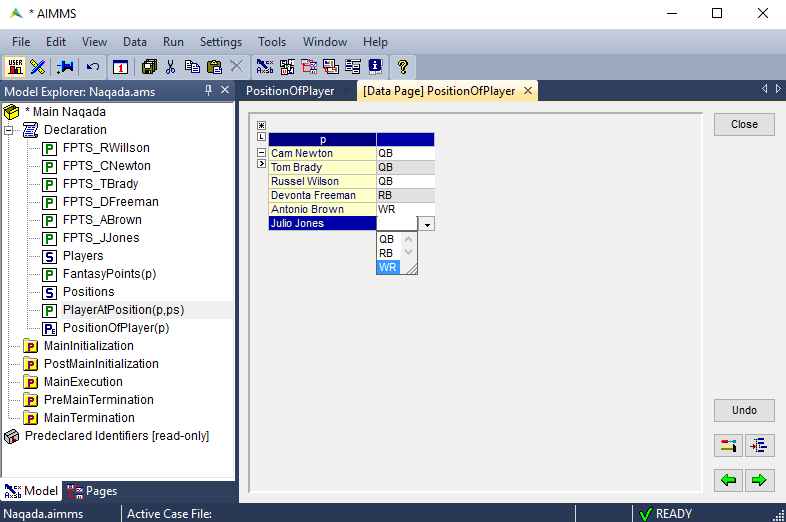 * AIMMS
File Edit View Data Run Settings Tools Window Help
USER
Model Explorer: Naqada.ams
PositionOfPlayer
[Data Page] PositionOfPlayer
* Main Naqada
Declaration
P FPTS_RWillson
P FPTS_CNewton
P FPTS_TBrady
P FPTS_DFreeman
P FPTS_ABrown
P FPTS_JJones
S Players
P FantasyPoints(p)
S Positions
P PlayerAtPosition(p,ps)
PE PositionOfPlayer(p)
P MainInitialization
P PostMainInitialization
P MainExecution
P PreMainTermination
P MainTermination
Predeclared Identifiers [read-only]
Model Pages
p
Cam Newton QB
Tom Brady QB
Russel Wilson QB
Devonta Freeman RB
Antonio Brown WR
Julio Jones
QB
RB
WR
Close
Undo
Naqada.aimms
Active Case File:
READY